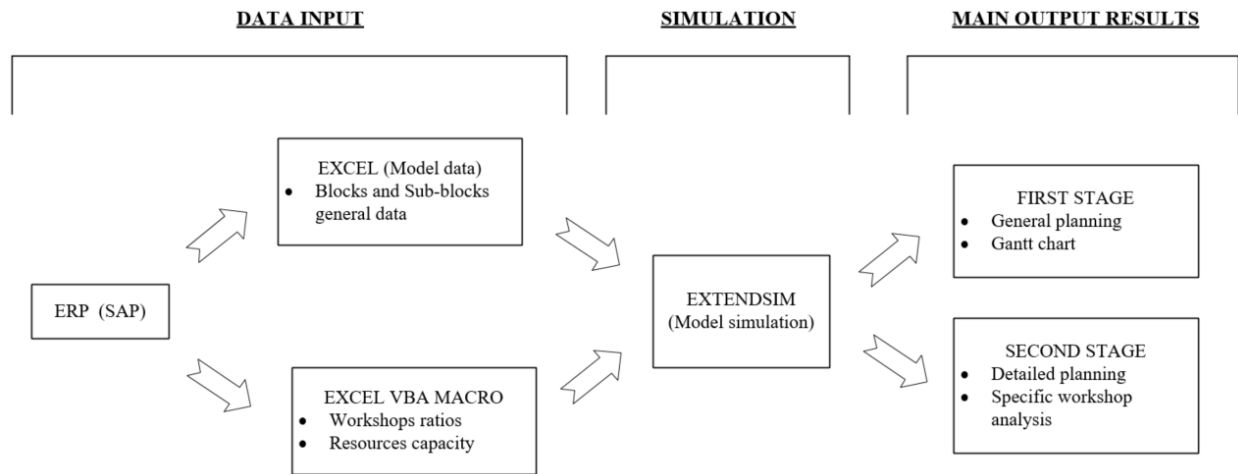 DATA INPUT
SIMULATION
MAIN OUTPUT RESULTS
EXCEL (Model data)
• Blocks and Sub-blocks
general data
ERP (SAP)
EXCEL VBA MACRO
• Workshops ratios
• Resources capacity
EXTENDSIM
(Model simulation)
FIRST STAGE
• General planning
• Gantt chart
SECOND STAGE
• Detailed planning
• Specific workshop
analysis